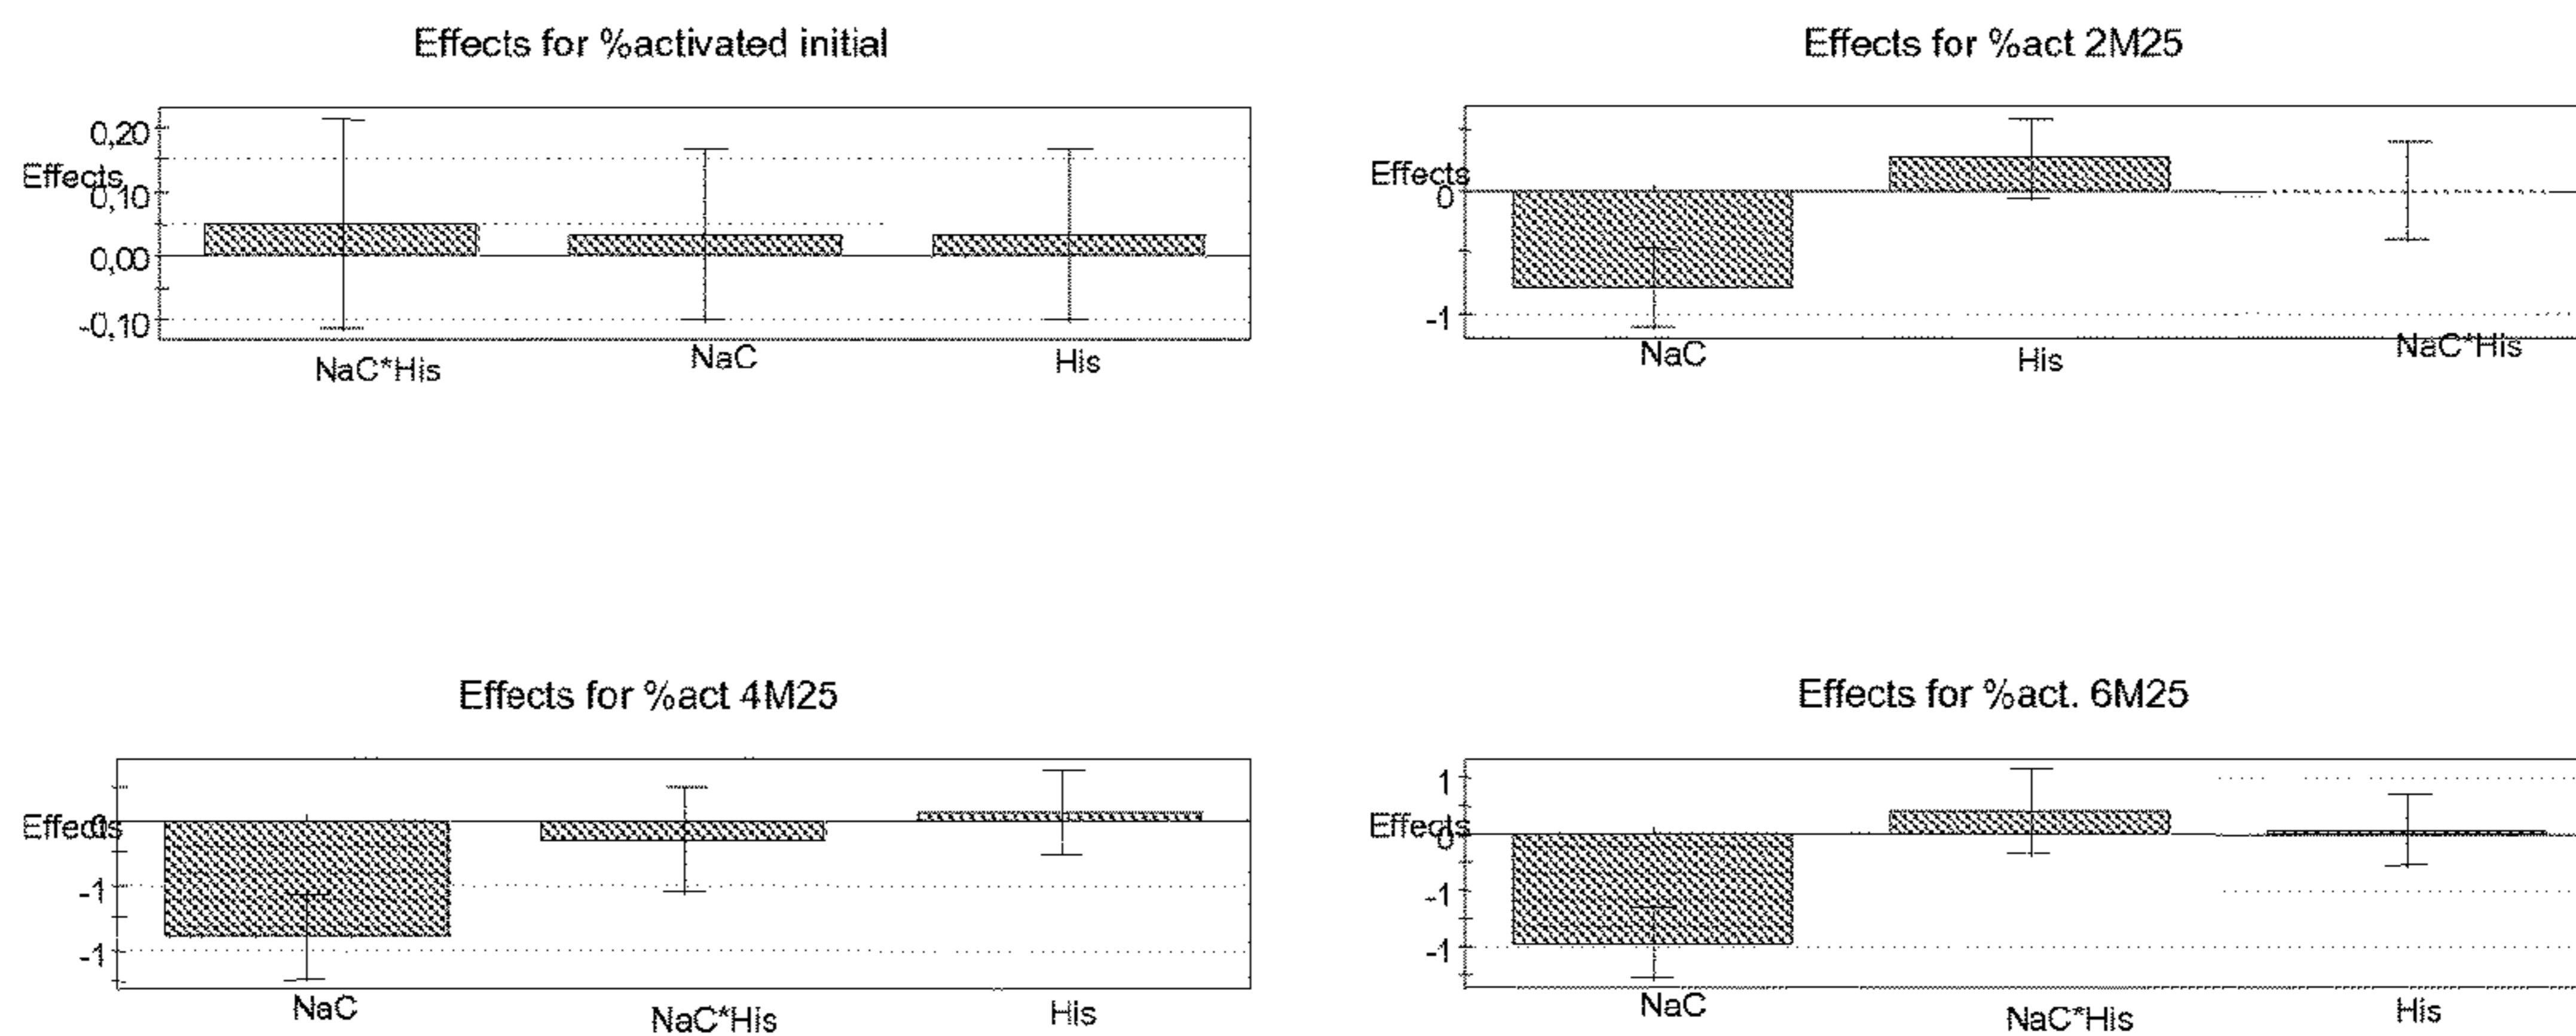 Effects for %activated initial
0,20
Effects
0,10
0,00
-0,10
NaC*His
NaC
His
Effects for %act 2M25
Effects
0
-1
NaC
His
NaC*His
Effects for %act 4M25
Effects
0
-1
-1
NaC
NaC*His
His
Effects for %act. 6M25
1
Effects
0
-1
-1
NaC
NaC*His
His